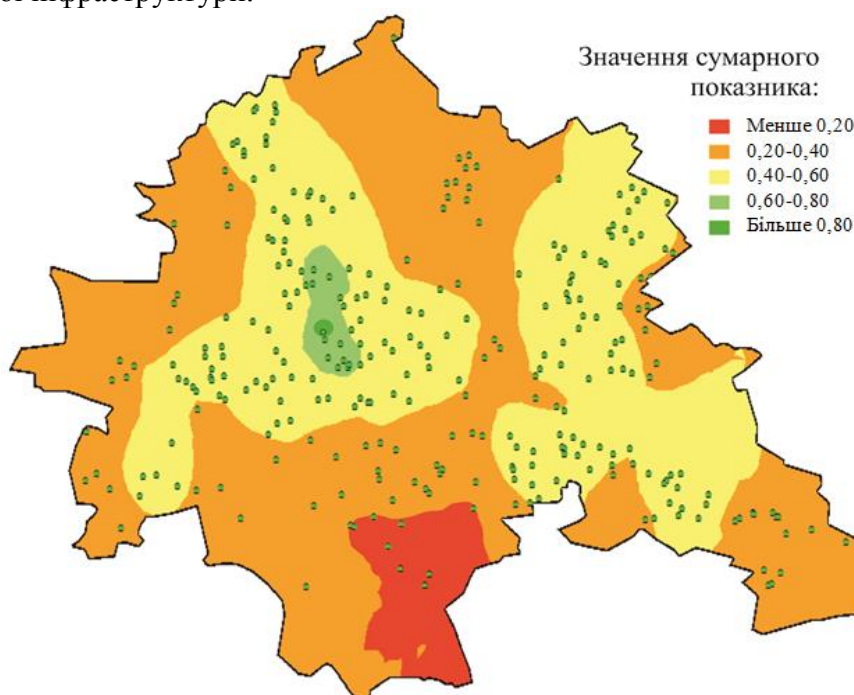 інфраструктури.
Значення сумарного
показника:
Менше 0,20
0,20-0,40
0,40-0,60
0,60-0,80
Більше 0,80